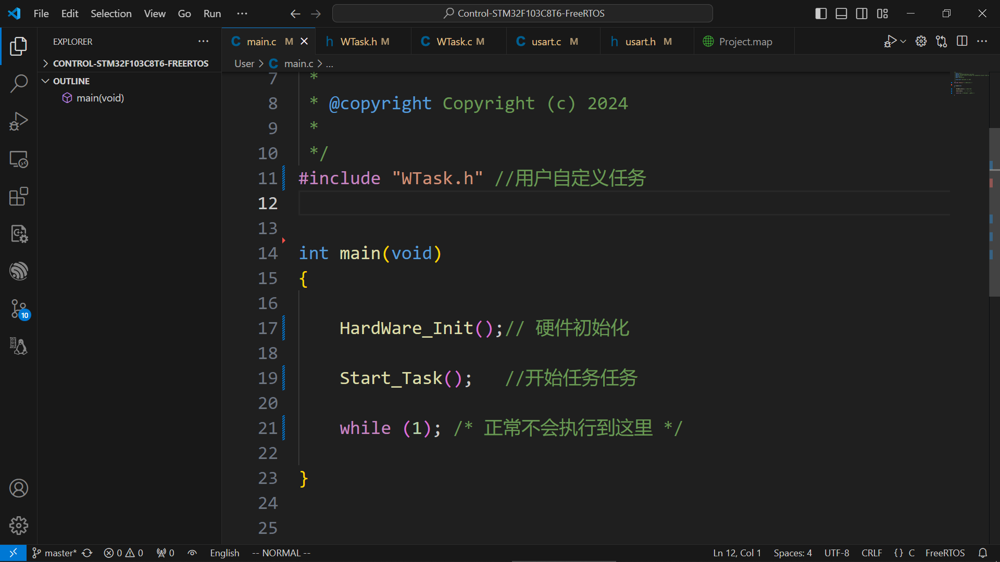 File Edit Selection View Go Run ···
Control-STM32F103C8T6-FreeRTOS
EXPLORER ···
CONTROL-STM32F103C8T6-FREERTOS
OUTLINE
main(void)
10
C main.c M
h WTask.h M
C WTask.c M
C usart.c M
h usart.h M
Project.map
User > C main.c > ...
7 *
8 * @copyright Copyright (c) 2024
9 *
10 */
11 #include "WTask.h" //用户自定义任务
12
13
14 int main(void)
15 {
16
17 HardWare_Init();// 硬件初始化
18
19 Start_Task(); //开始任务任务
20
21 while (1); /* 正常不会执行到这里 */
22
23 }
24
25
master* 0 0 0 English -- NORMAL -- Ln 12, Col 1 Spaces: 4 UTF-8 CRLF {} C FreeRTOS